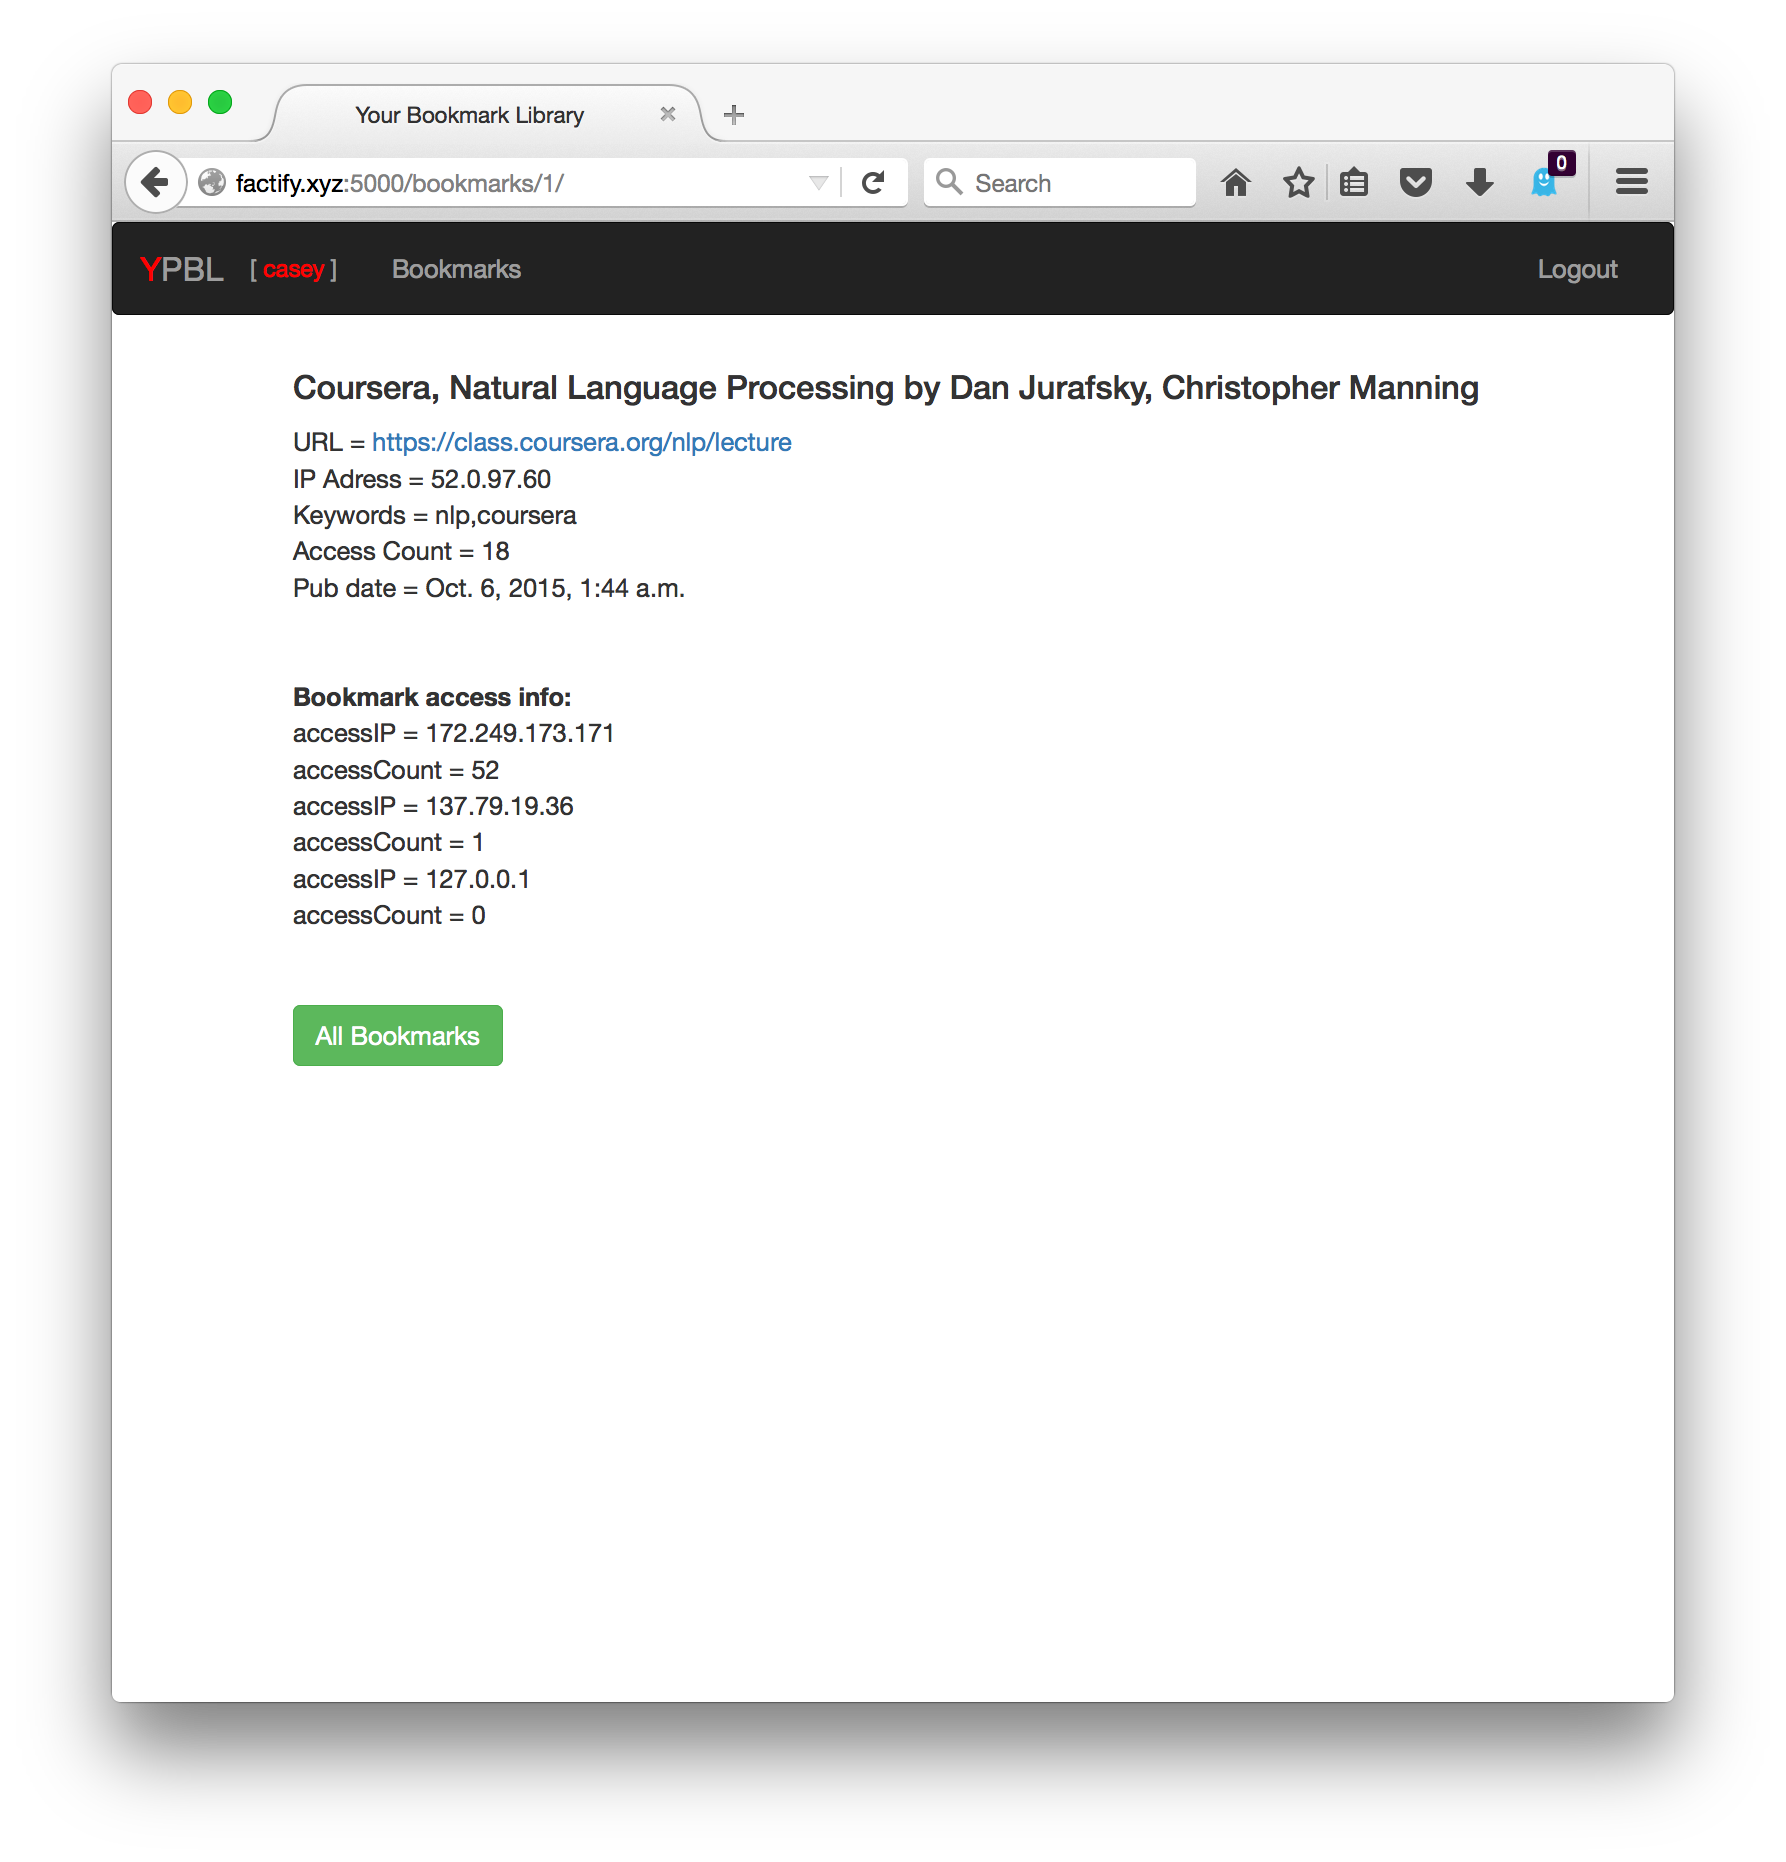 Your Bookmark Library
factify.xyz:5000/bookmarks/1/
Search
0
YPBL [ casey ] Bookmarks Logout
Coursera, Natural Language Processing by Dan Jurafsky, Christopher Manning
URL = https://class.coursera.org/nlp/lecture
IP Adress = 52.0.97.60
Keywords = nlp,coursera
Access Count = 18
Pub date = Oct. 6, 2015, 1:44 a.m.
Bookmark access info:
accessIP = 172.249.173.171
accessCount = 52
accessIP = 137.79.19.36
accessCount = 1
accessIP = 127.0.0.1
accessCount = 0
All Bookmarks